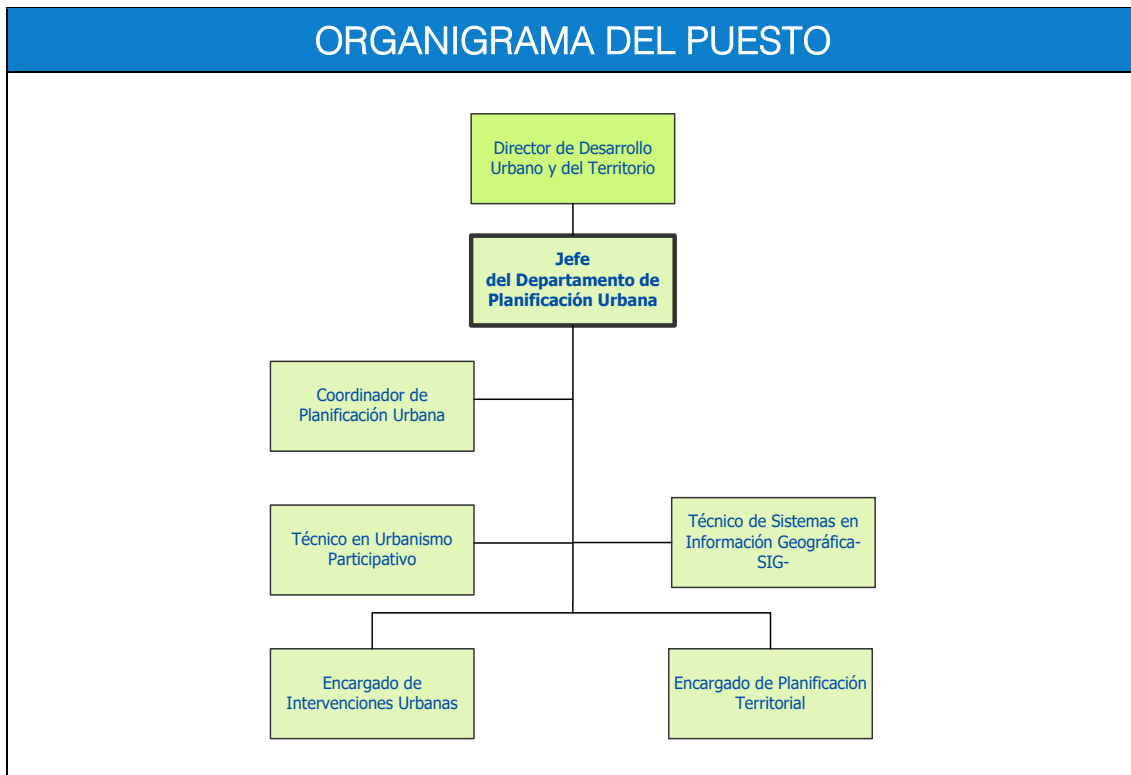 ORGANIGRAMA DEL PUESTO
Director de Desarrollo
Urbano y del Territorio
Jefe
del Departamento de
Planificación Urbana
Coordinador de
Planificación Urbana
Técnico en Urbanismo
Participativo
Técnico de Sistemas en
Información Geográfica-
SIG-
Encargado de
Intervenciones Urbanas
Encargado de Planificación
Territorial